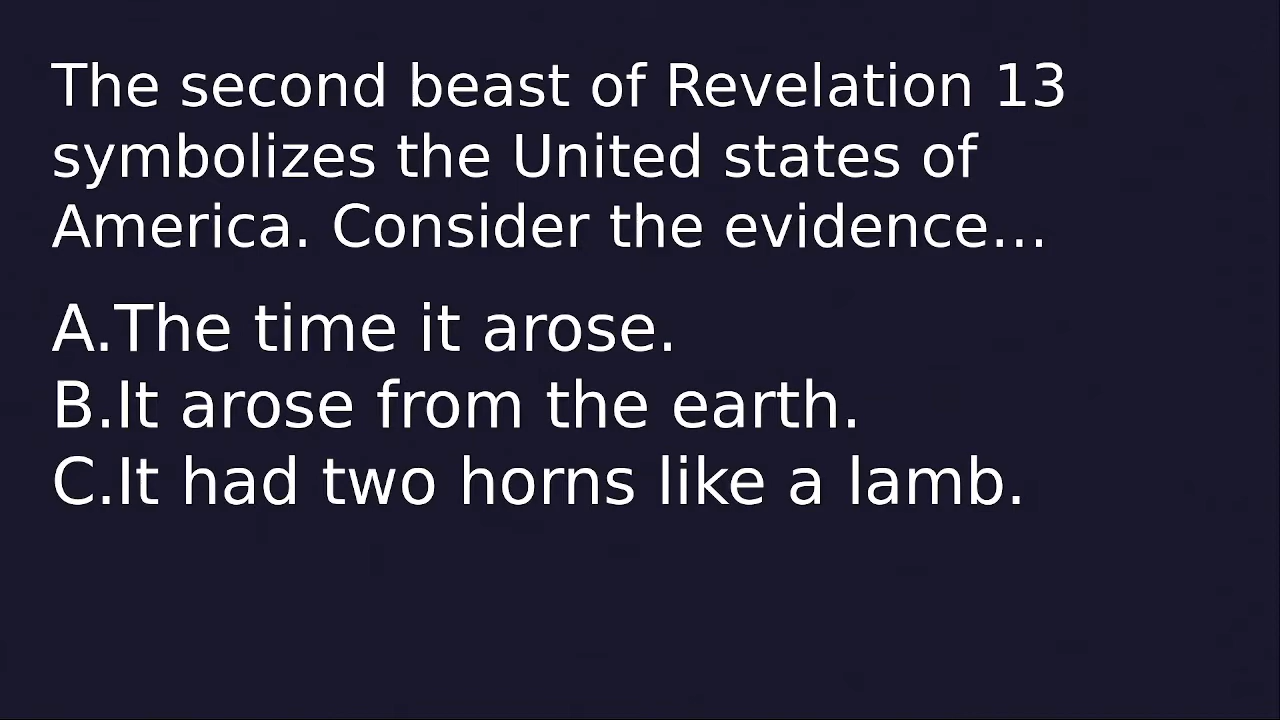 The second beast of Revelation 13
symbolizes the United states of
America. Consider the evidence...
A.The time it arose.
B.It arose from the earth.
C.It had two horns like a lamb.